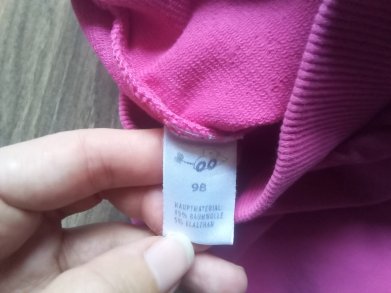 98
HAUPTMATERIAL:
95% BAUMWOLLE
5% ELASTHAN